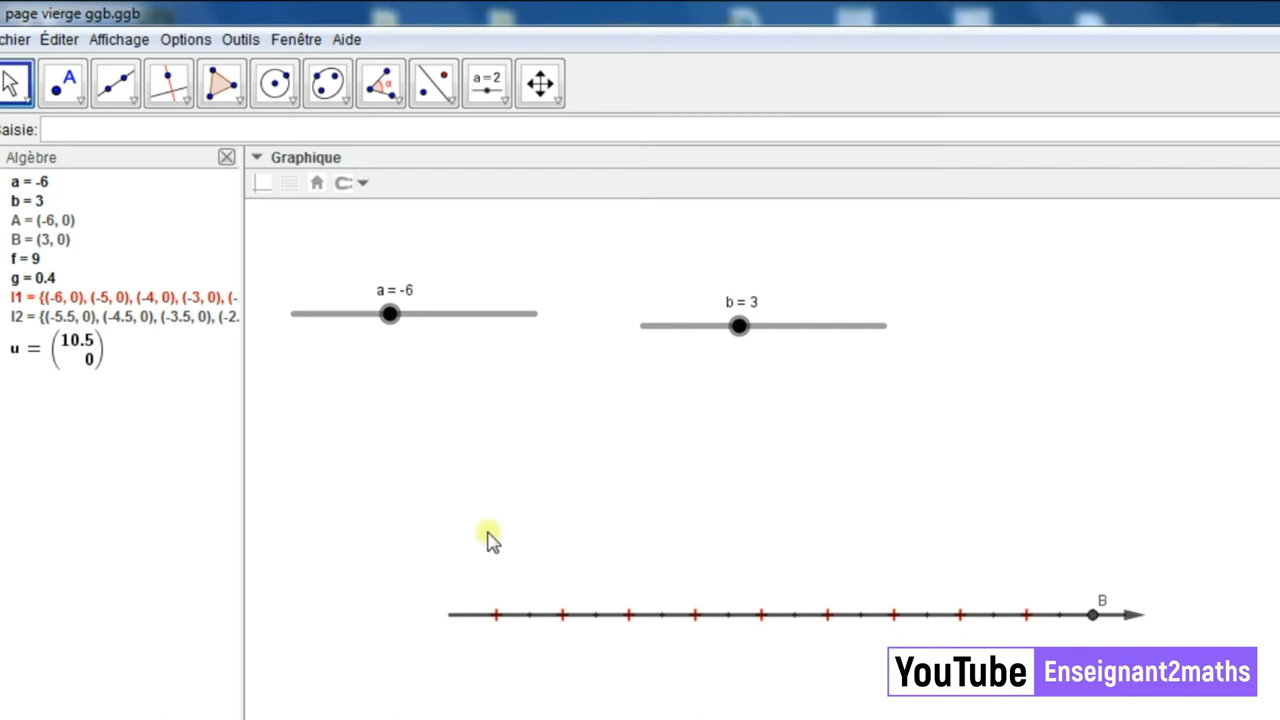 page vierge ggb.ggb
chier Éditer Affichage Options Outils Fenêtre Aide
A
α
a=2
Saisie:
Algèbre
Graphique
a = -6
b = 3
A = (-6, 0)
B = (3, 0)
f = 9
g = 0.4
l1 = {(-6, 0), (-5, 0), (-4, 0), (-3, 0), (-
l2 = {(-5.5, 0), (-4.5, 0), (-3.5, 0), (-2.
u = (10.5
0)
a = -6
b = 3
B
YouTube Enseignant2maths